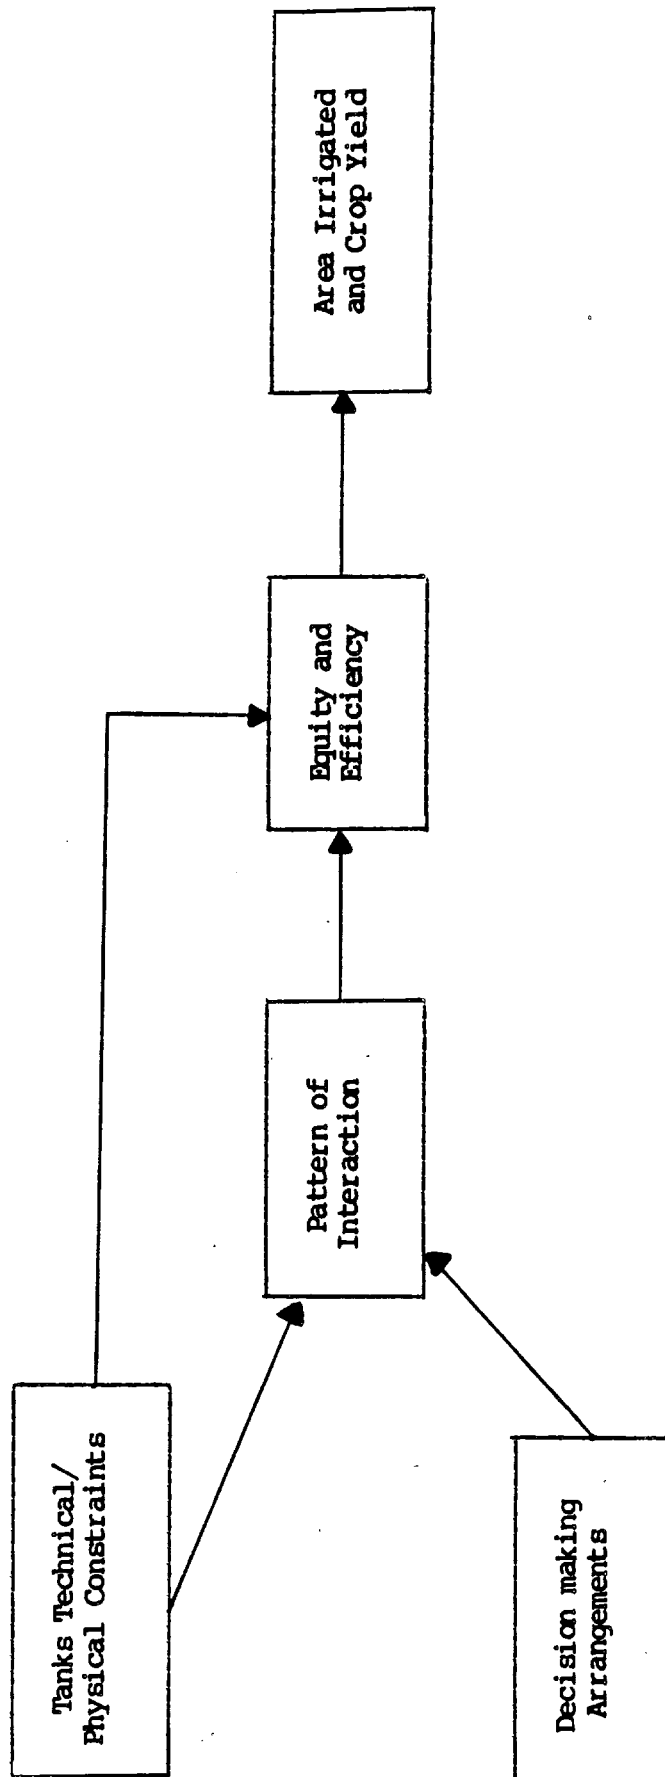 Tanks Technical/
Physical Constraints
Decision making
Arrangements
Pattern of
Interaction
Equity and
Efficiency
Area Irrigated
and Crop Yield